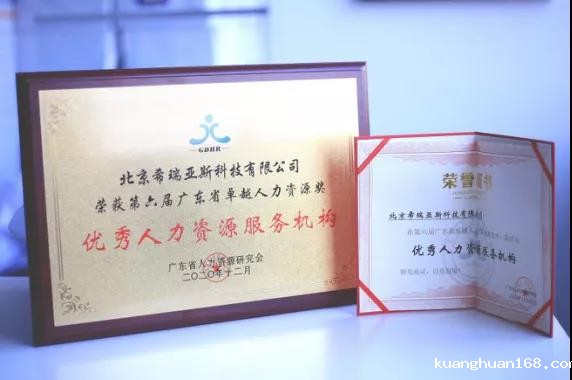 GDHR
北京希瑞亚斯科技有限公司
荣获第六届广东省卓越人力资源奖
优秀人力资源服务机构
广东省人力资源研究会
二〇二〇年十二月
荣誉证书
北京希瑞亚斯科技有限公司
优秀人力资源服务机构
kuanghuan168.com